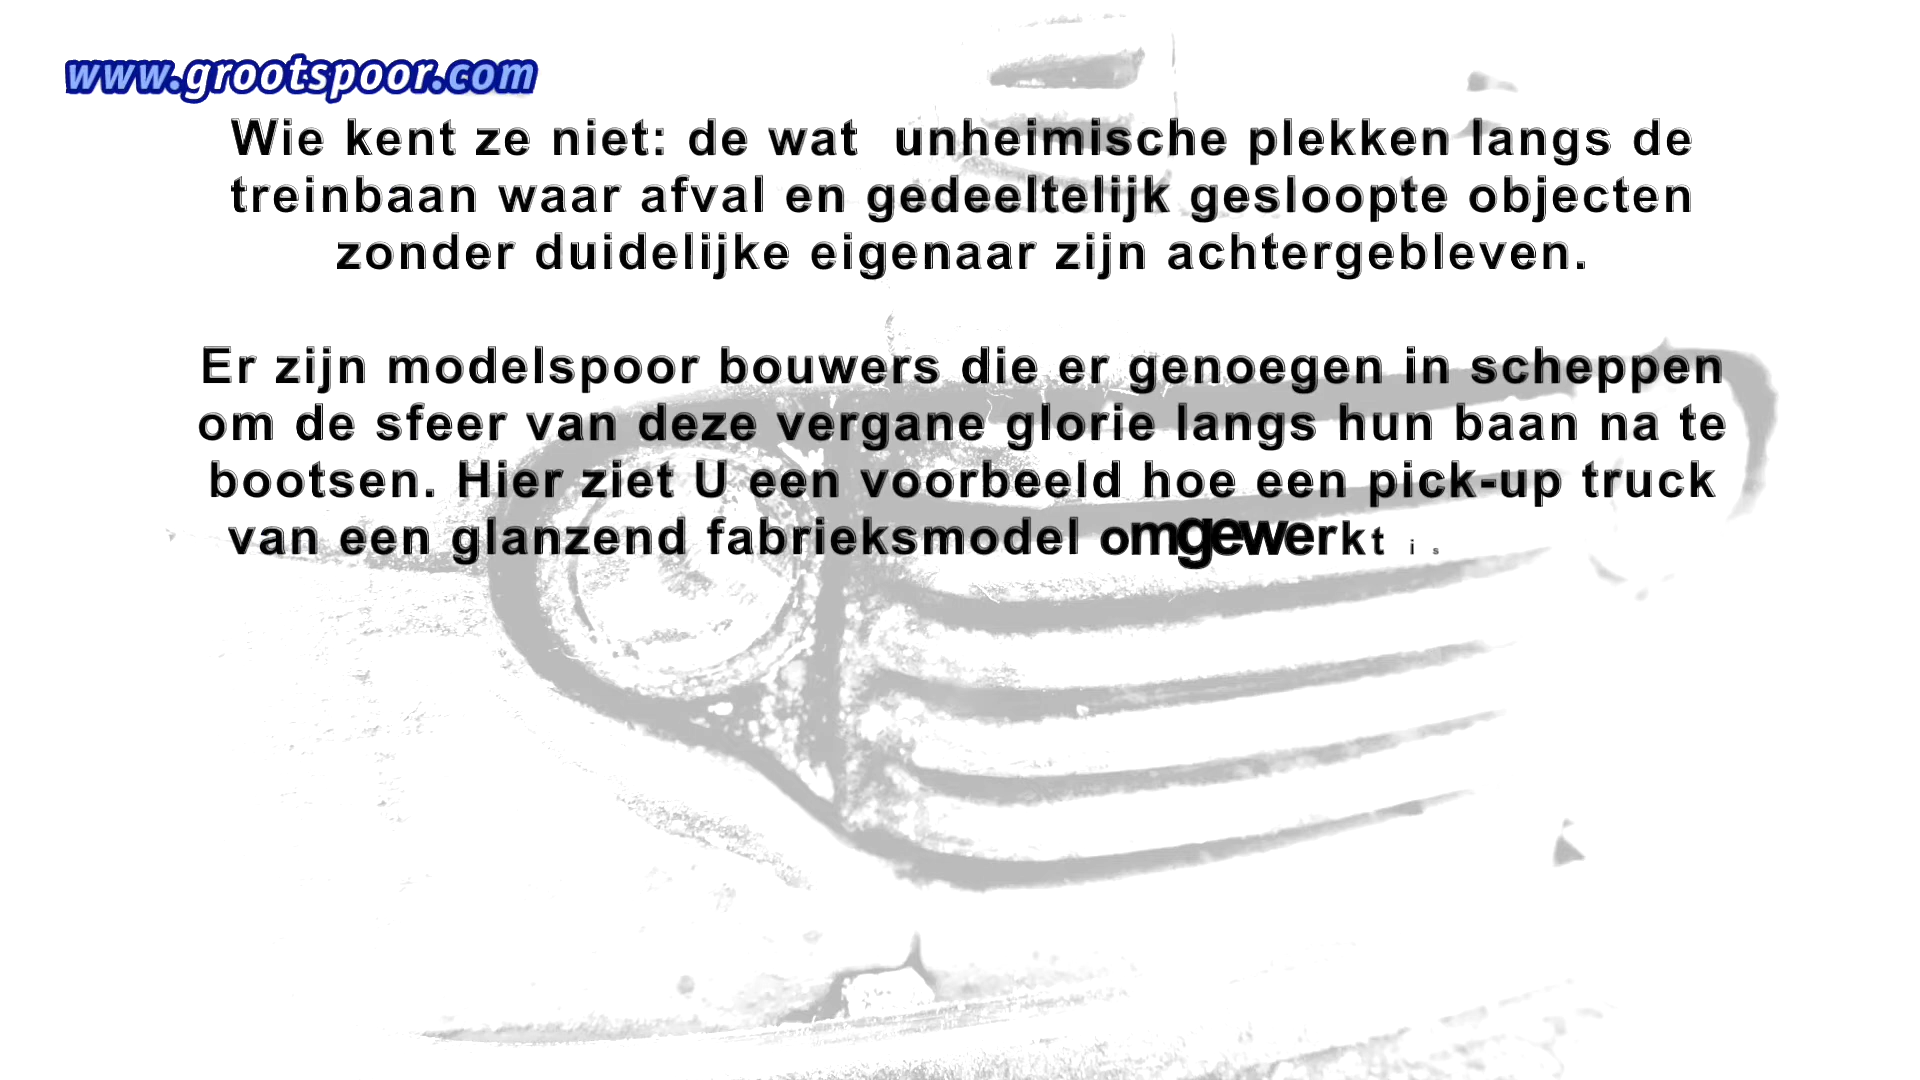 www.grootspoor.com
Wie kent ze niet: de wat  unheimische plekken langs de
treinbaan waar afval en gedeeltelijk gesloopte objecten
zonder duidelijke eigenaar zijn achtergebleven.
Er zijn modelspoor bouwers die er genoegen in scheppen
om de sfeer van deze vergane glorie langs hun baan na te
bootsen. Hier ziet U een voorbeeld hoe een pick-up truck
van een glanzend fabrieksmodel omgewerkt is